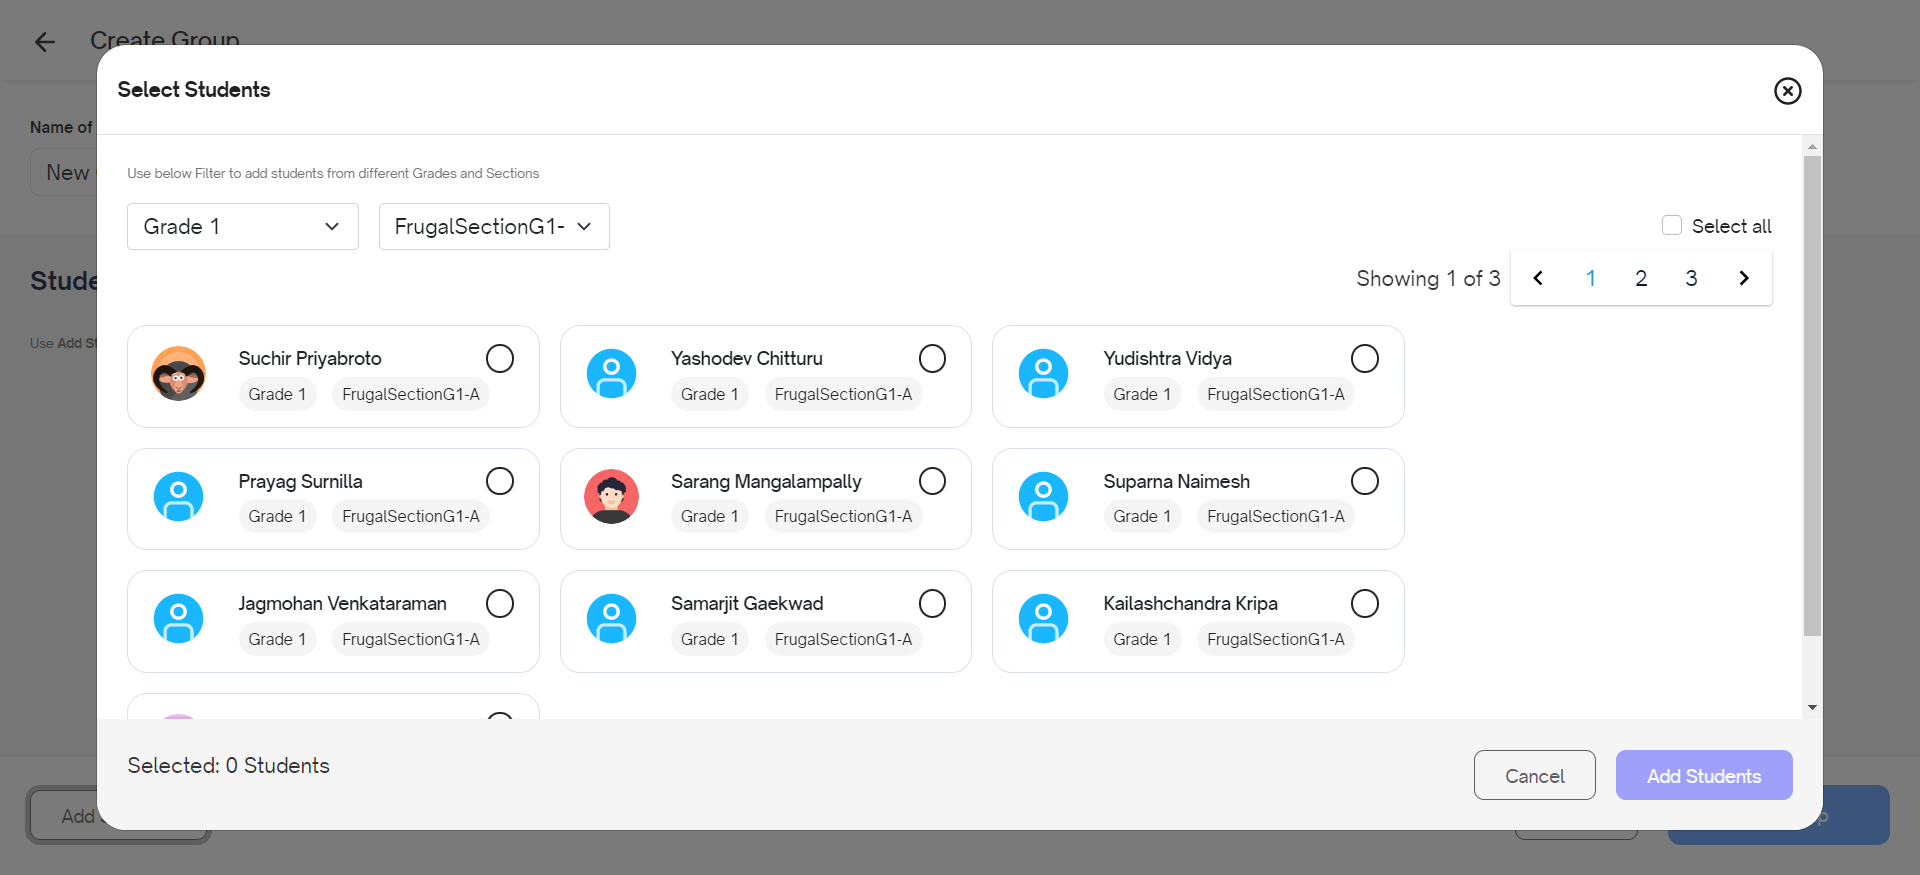 Create Group
Select Students
Name of
New
Use below Filter to add students from different Grades and Sections
Grade 1
FrugalSectionG1-
Select all
Showing 1 of 3
1 2 3
Stude
Use Add St
Suchir Priyabroto
Grade 1 FrugalSectionG1-A
Yashodev Chitturu
Grade 1 FrugalSectionG1-A
Yudishtra Vidya
Grade 1 FrugalSectionG1-A
Prayag Surnilla
Grade 1 FrugalSectionG1-A
Sarang Mangalampally
Grade 1 FrugalSectionG1-A
Suparna Naimesh
Grade 1 FrugalSectionG1-A
Jagmohan Venkataraman
Grade 1 FrugalSectionG1-A
Samarjit Gaekwad
Grade 1 FrugalSectionG1-A
Kailashchandra Kripa
Grade 1 FrugalSectionG1-A
Selected: 0 Students
Cancel
Add Students
Add
p